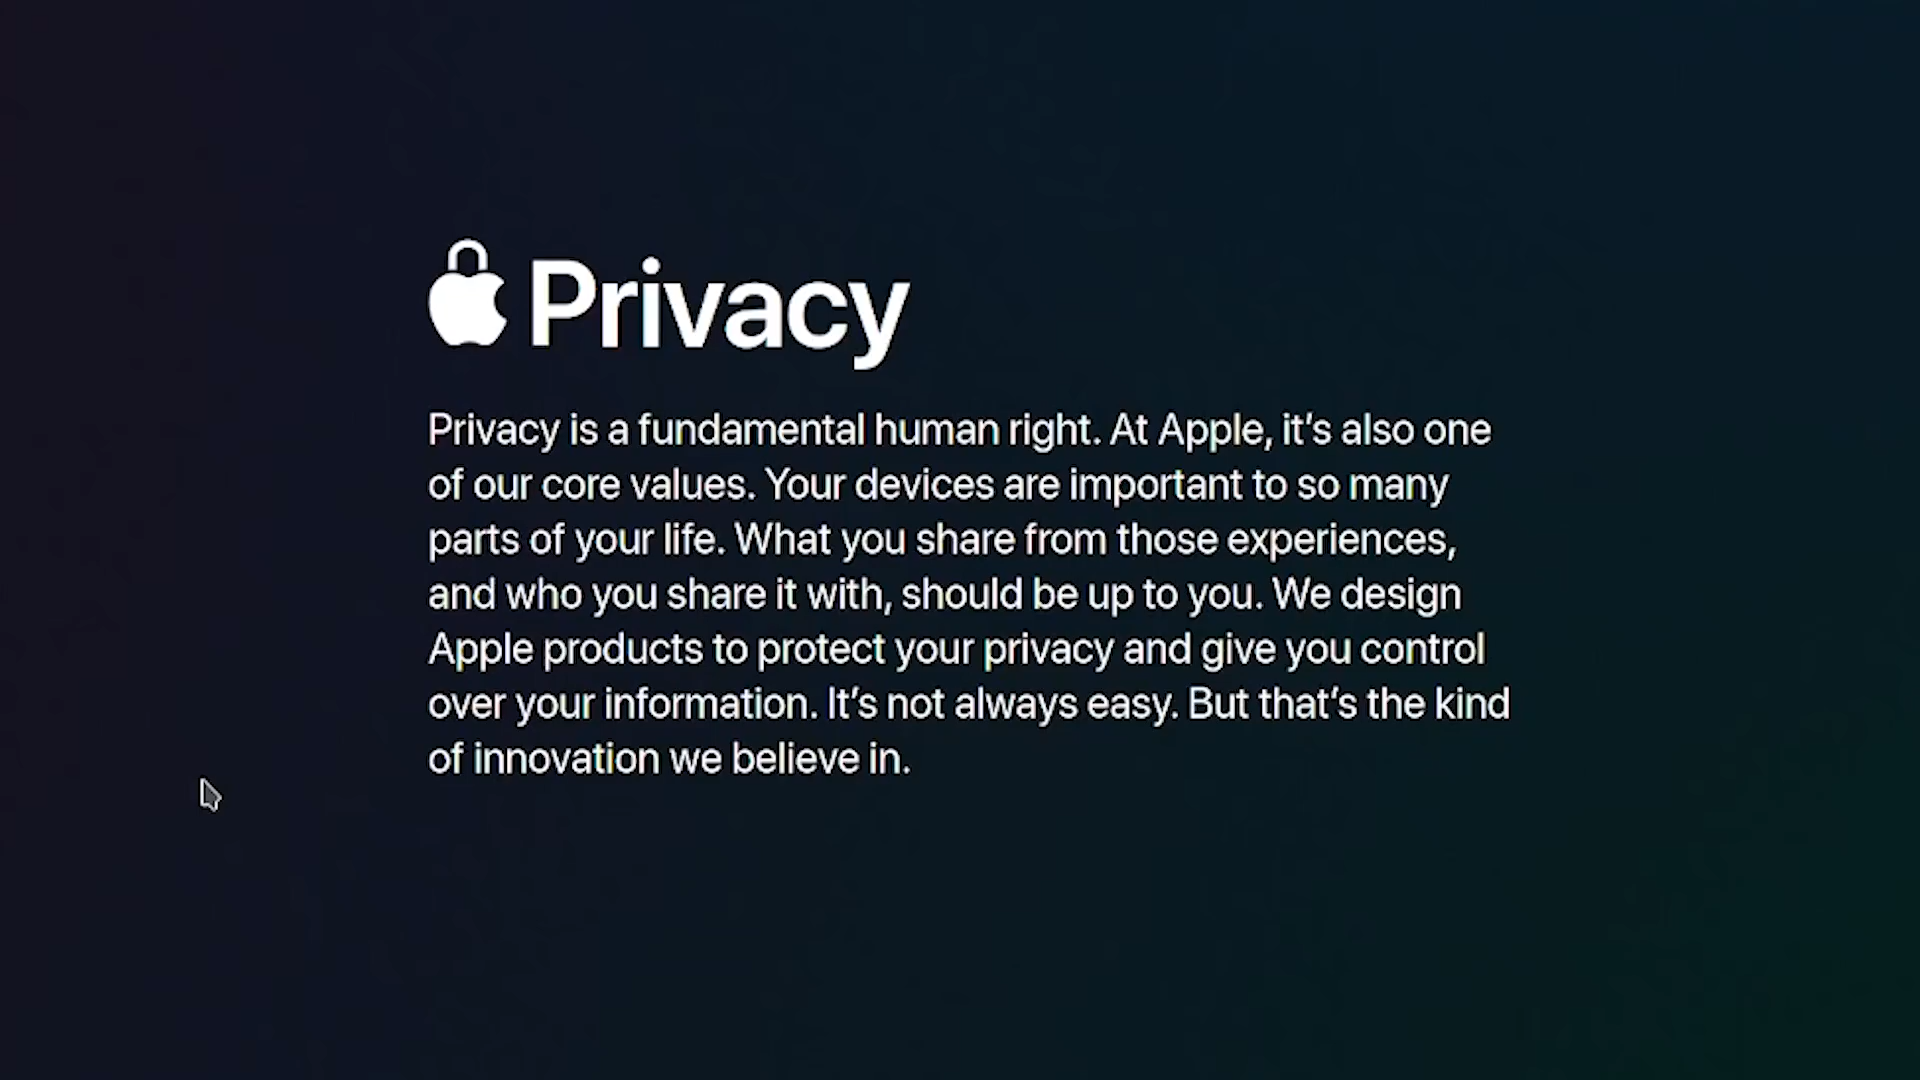 Privacy
Privacy is a fundamental human right. At Apple, it’s also one
of our core values. Your devices are important to so many
parts of your life. What you share from those experiences,
and who you share it with, should be up to you. We design
Apple products to protect your privacy and give you control
over your information. It’s not always easy. But that’s the kind
of innovation we believe in.